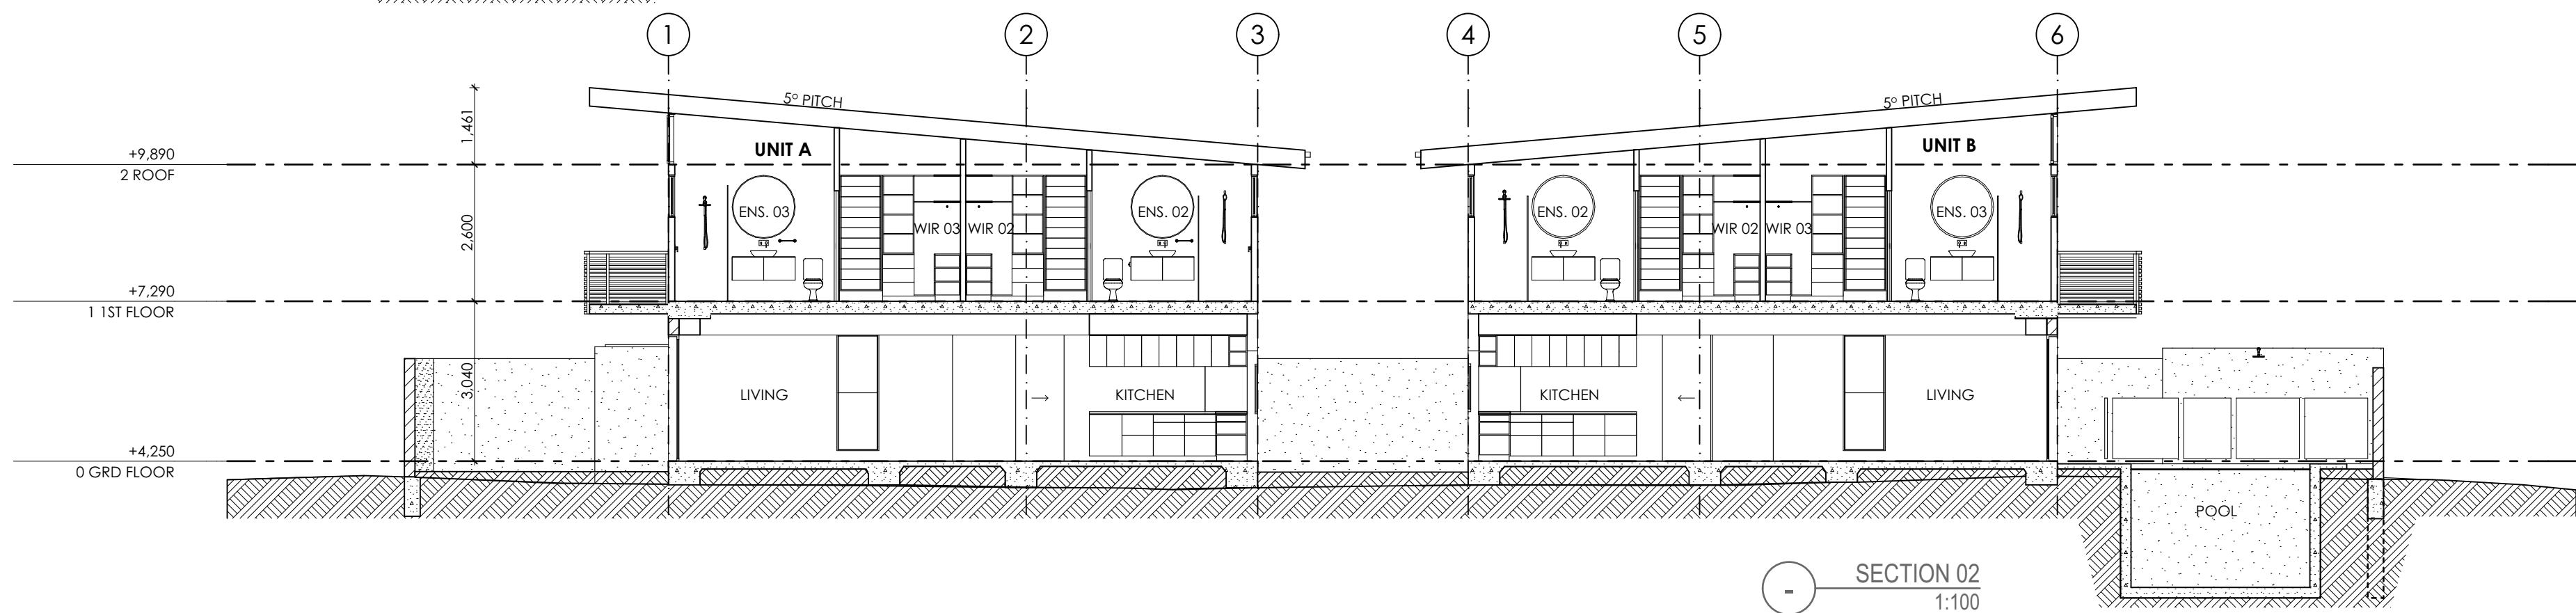 1
2
3
4
5
6
5° PITCH
5° PITCH
1,461
UNIT A
UNIT B
+9,890
2 ROOF
2,600
ENS. 03
ENS. 02
ENS. 02
ENS. 03
WIR 03
WIR 02
WIR 02
WIR 03
+7,290
1 1ST FLOOR
3,040
LIVING
KITCHEN
KITCHEN
LIVING
+4,250
0 GRD FLOOR
POOL
-
SECTION 02
1:100